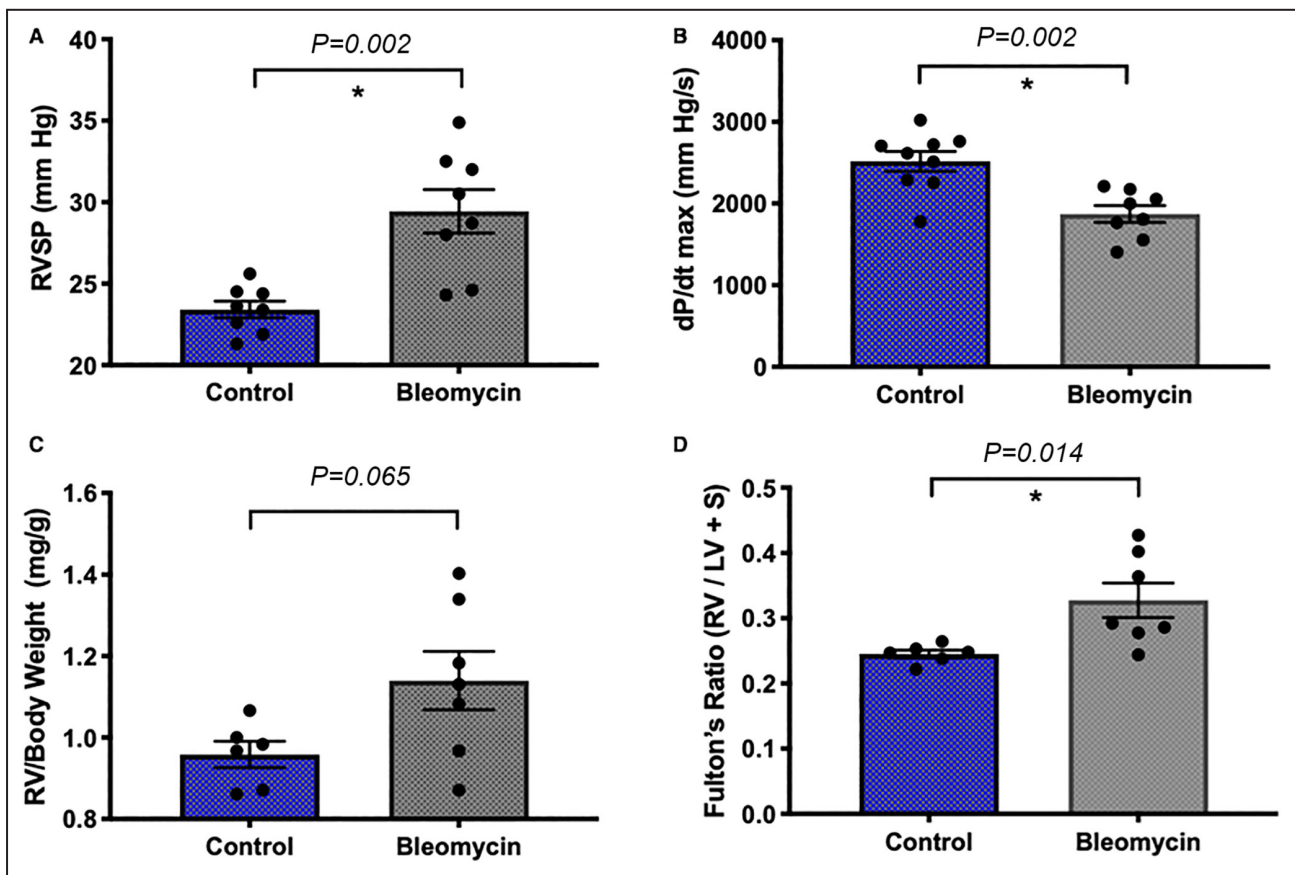 A
P=0.002
*
RVSP (mm Hg)
40
35
30
25
20
Control
Bleomycin
B
P=0.002
*
dP/dt max (mm Hg/s)
4000
3000
2000
1000
0
Control
Bleomycin
C
P=0.065
RV/Body Weight (mg/g)
1.6
1.4
1.2
1.0
0.8
Control
Bleomycin
D
P=0.014
*
Fulton's Ratio (RV / LV + S)
0.5
0.4
0.3
0.2
0.1
0.0
Control
Bleomycin